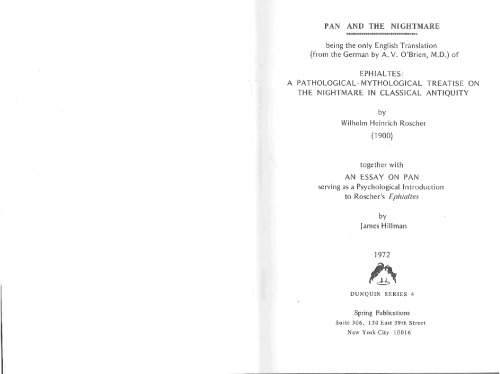 PAN AND THE NIGHTMARE
being the only English Translation
(from the German by A. V. O'Brien, M.D.) of
EPHIALTES:
A PATHOLOGICAL-MYTHOLOGICAL TREATISE ON
THE NIGHTMARE IN CLASSICAL ANTIQUITY
by
Wilhelm Heinrich Roscher
(1900)
together with
AN ESSAY ON PAN
serving as a Psychological Introduction
to Roscher's Ephialtes
by
James Hillman
1972
DUNQUIN SERIES 4
Spring Publications
Suite 306, 130 East 39th Street
New York City 10016